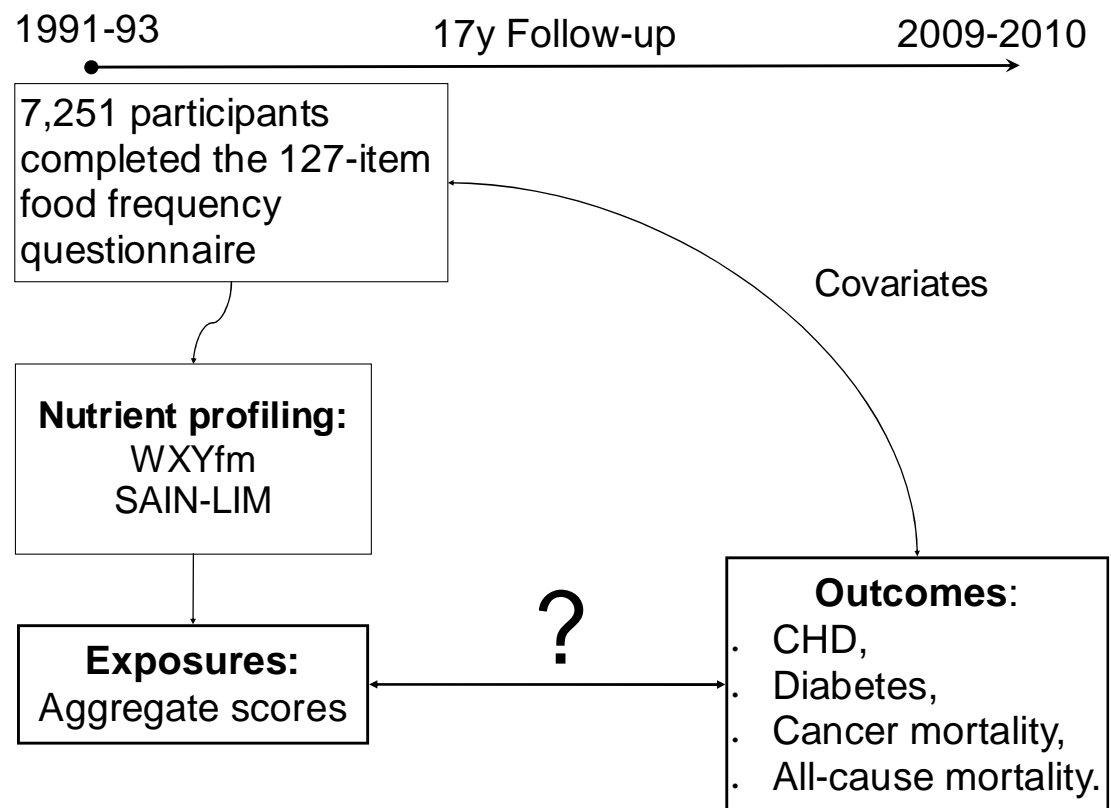 1991-93
17y Follow-up
2009-2010
7,251 participants
completed the 127-item
food frequency
questionnaire
Covariates
Nutrient profiling:
WXYfm
SAIN-LIM
Exposures:
Aggregate scores
?
Outcomes:
. CHD,
. Diabetes,
. Cancer mortality,
. All-cause mortality.